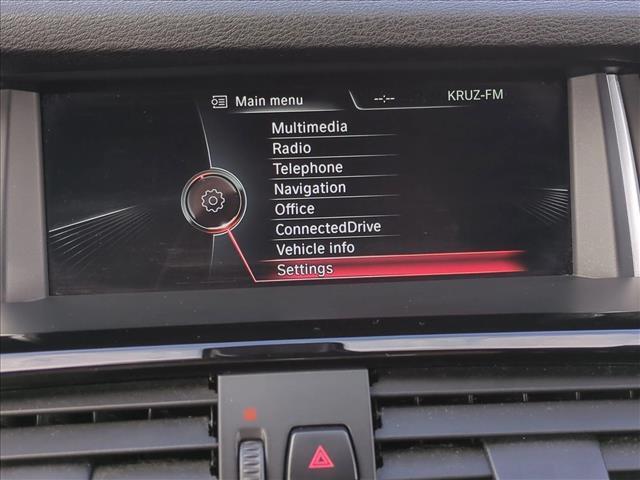 Main menu --:-- KRUZ-FM
Multimedia
Radio
Telephone
Navigation
Office
ConnectedDrive
Vehicle info
Settings